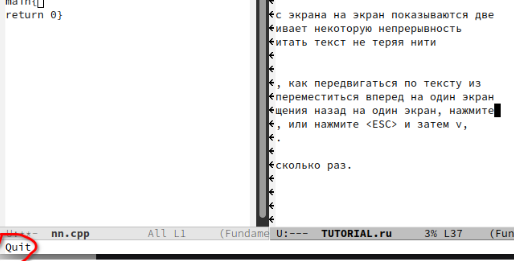 main{
return 0}
с экрана на экран показываются две
ивает некоторую непрерывность
итать текст не теряя нити
, как передвигаться по тексту из
переместиться вперед на один экран
щения назад на один экран, нажмите
, или нажмите <ESC> и затем v,
.
сколько раз.
U:--- nn.cpp All L1 (Fundame
U:--- TUTORIAL.ru 3% L37 (Fun
Quit